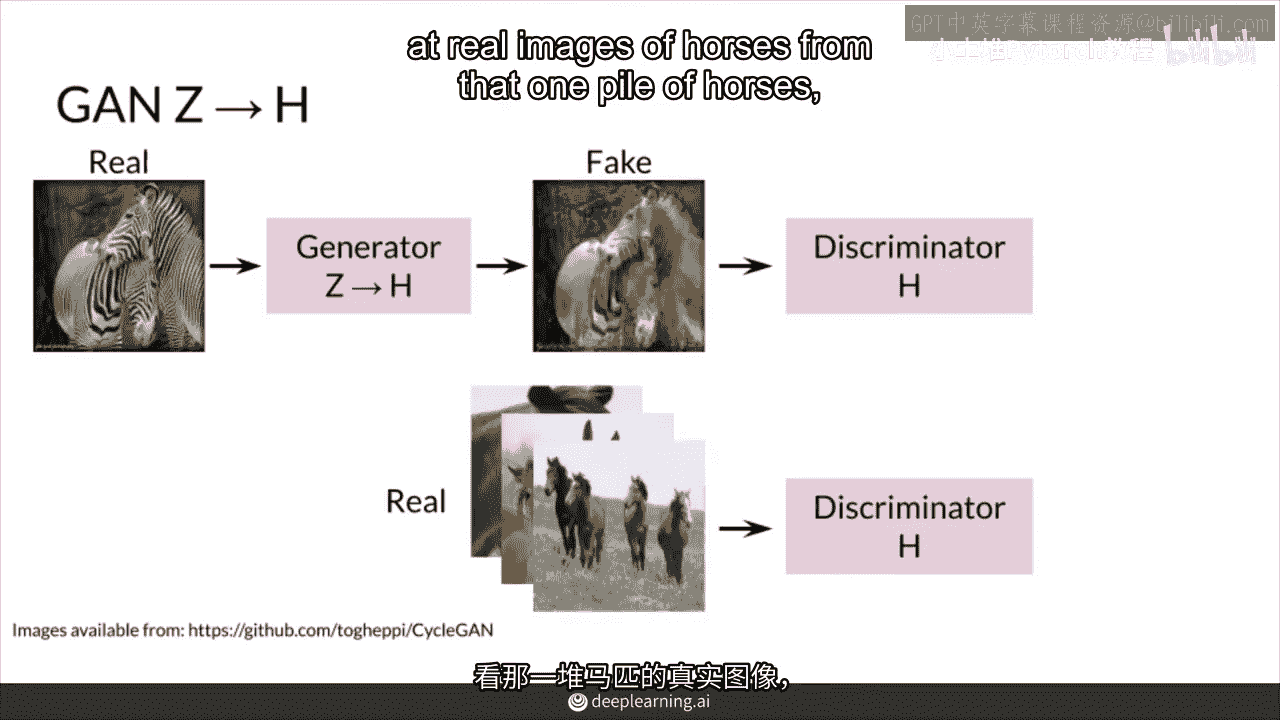 GPT中英字幕课程资源@bilibili.com
小土堆Pytorch教程 bilibili
at real images of horses from
that one pile of horses,
GAN Z → H
Real
Fake
Generator
Z → H
Discriminator
H
Real
Discriminator
H
Images available from: https://github.com/togheppi/CycleGAN
看那一堆马匹的真实图像，
deeplearning.ai